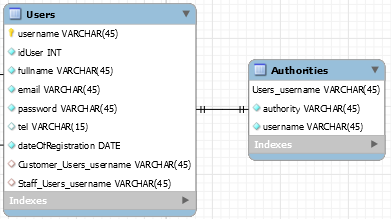 Users
username VARCHAR(45)
idUser INT
fullname VARCHAR(45)
email VARCHAR(45)
password VARCHAR(45)
tel VARCHAR(15)
dateOfRegistration DATE
Customer_Users_username VARCHAR(45)
Staff_Users_username VARCHAR(45)
Indexes
Authorities
Users_username VARCHAR(45)
authority VARCHAR(45)
username VARCHAR(45)
Indexes